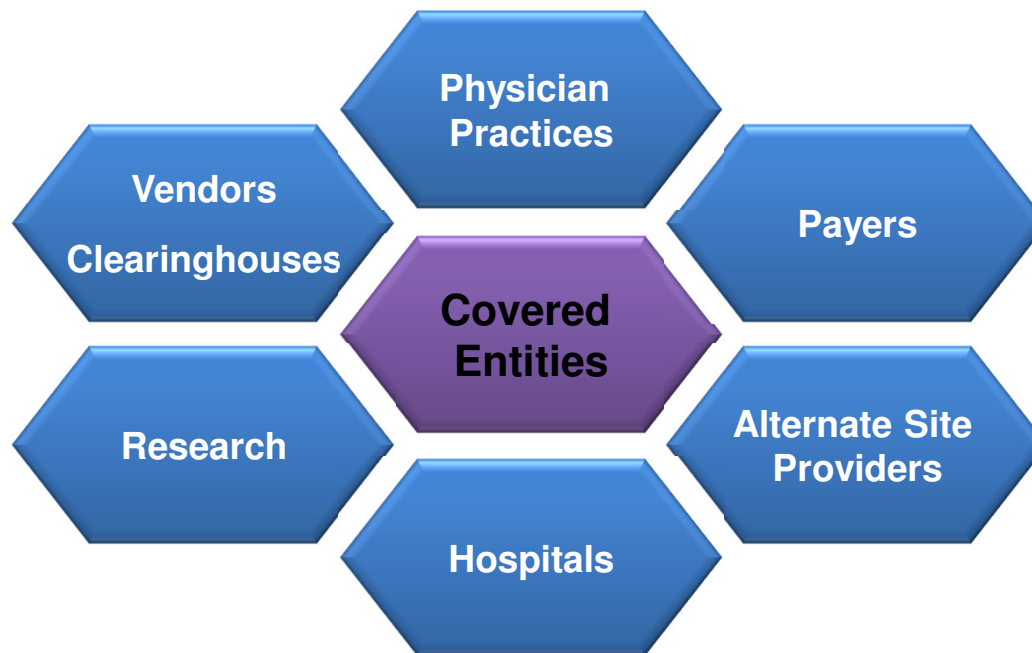 Physician
Practices
Vendors
Clearinghouses
Payers
Covered
Entities
Research
Alternate Site
Providers
Hospitals